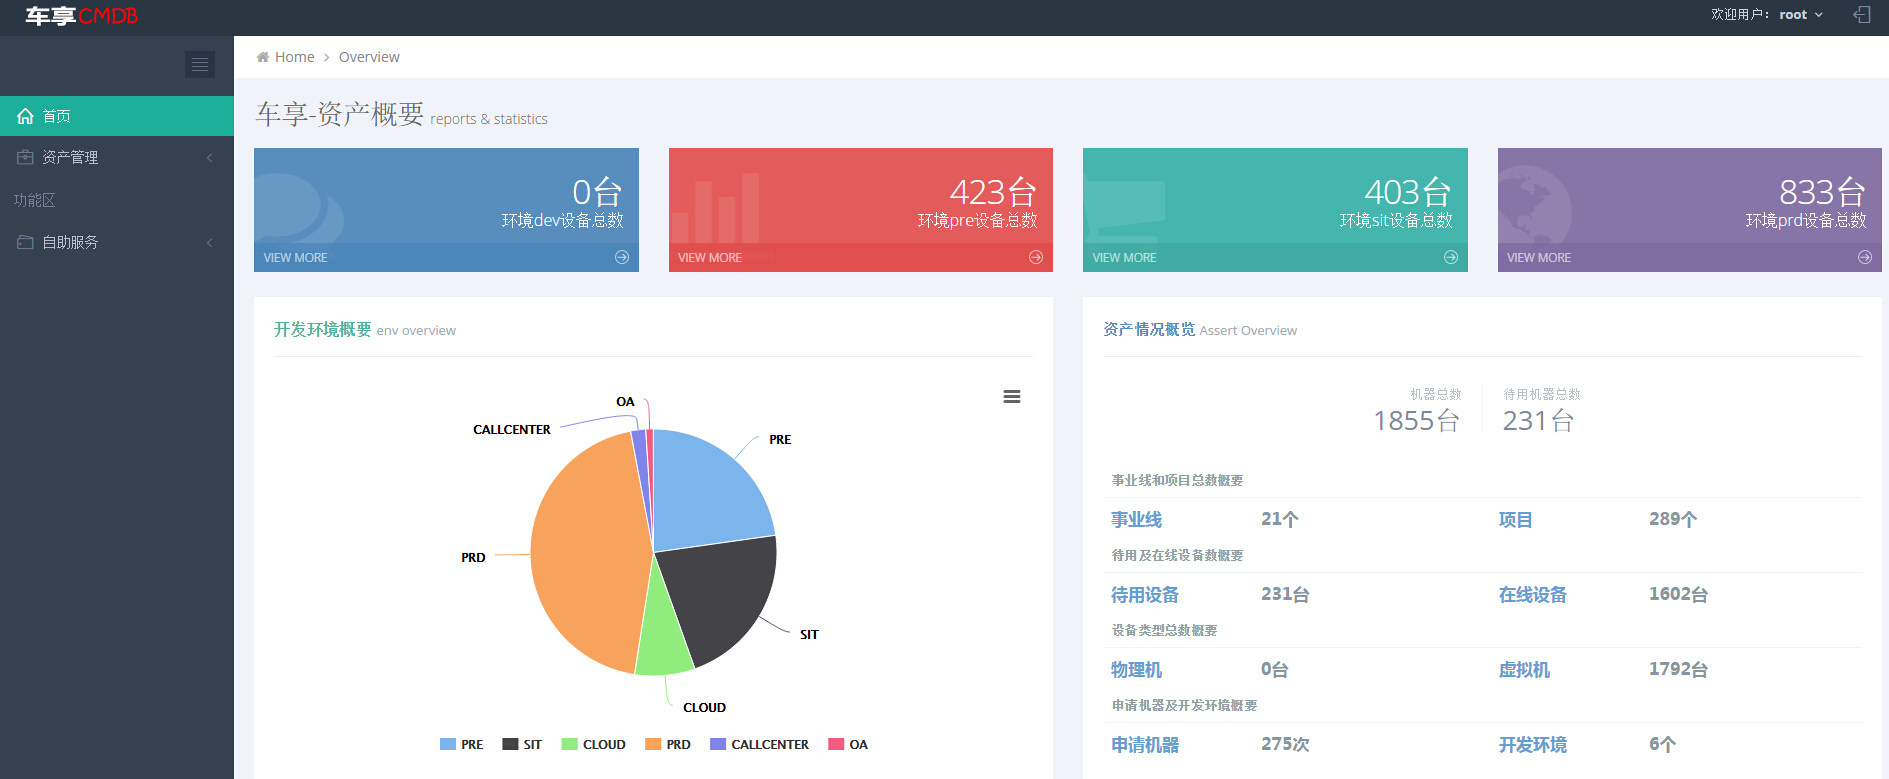 车享CMDB
欢迎用户： root
Home > Overview
首页
资产管理
功能区
自助服务
车享-资产概要 reports & statistics
0台
环境dev设备总数
VIEW MORE
423台
环境pre设备总数
VIEW MORE
403台
环境sit设备总数
VIEW MORE
833台
环境prd设备总数
VIEW MORE
开发环境概要 env overview
OA
CALLCENTER
PRE
PRD
SIT
CLOUD
PRE SIT CLOUD PRD CALLCENTER OA
资产情况概览 Assert Overview
机器总数 待用机器总数
1855台 231台
事业线和项目总数概要
事业线 21个 项目 289个
待用及在线设备数概要
待用设备 231台 在线设备 1602台
设备类型总数概要
物理机 0台 虚拟机 1792台
申请机器及开发环境概要
申请机器 275次 开发环境 6个